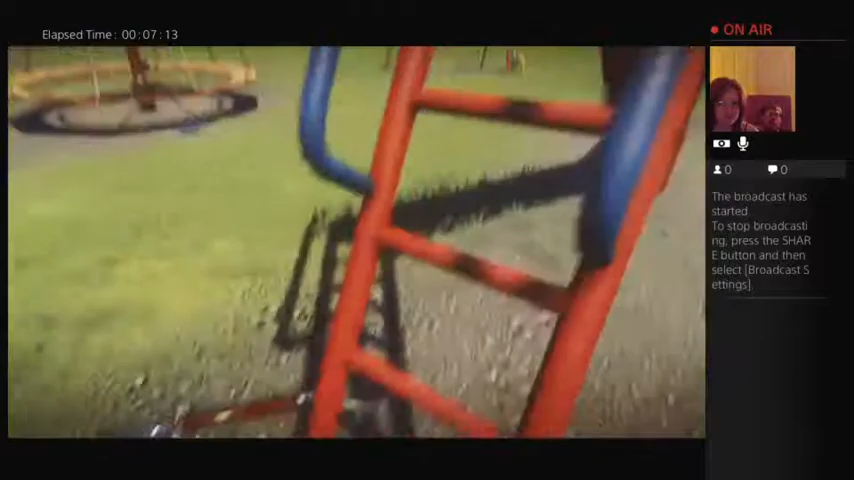 Elapsed Time: 00:07:13
ON AIR
0 0
The broadcast has
started
To stop broadcasti
ng, press the SHAR
E button and then
select [Broadcast S
ettings].